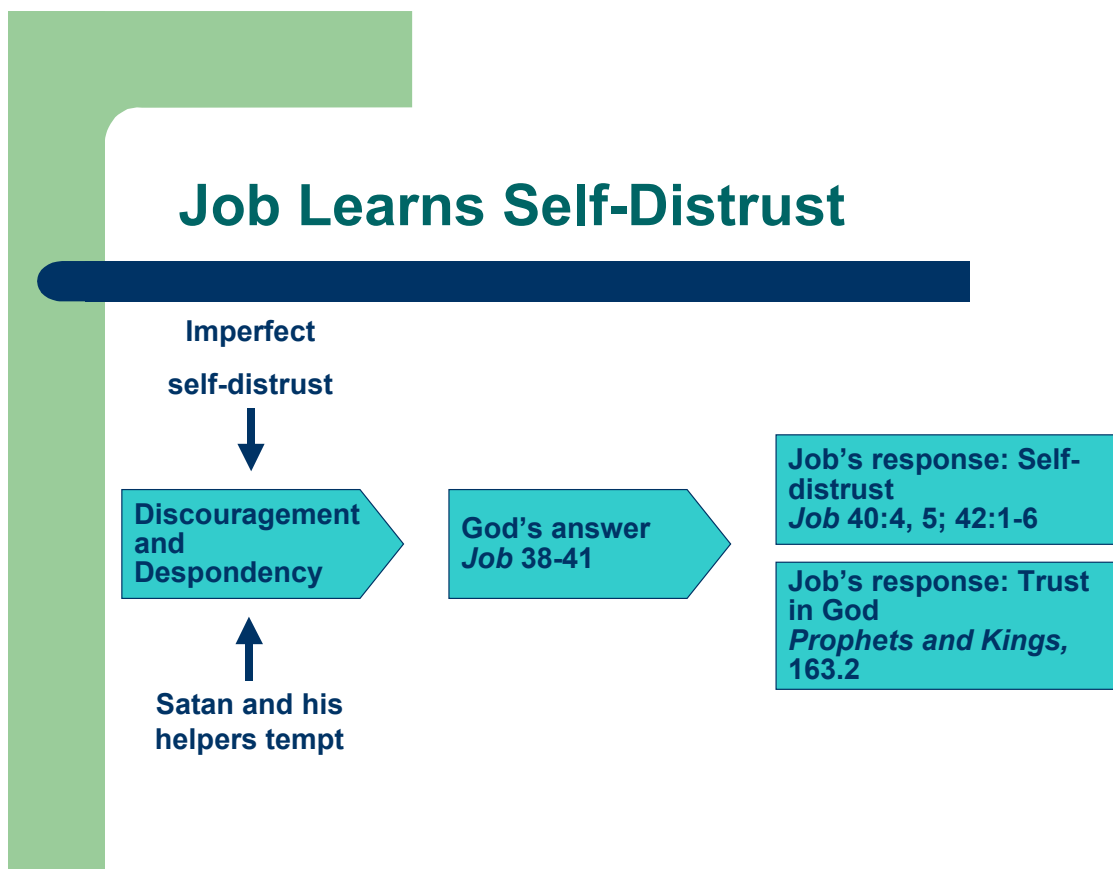 Job Learns Self-Distrust
Imperfect
self-distrust
Discouragement
and
Despondency
Satan and his
helpers tempt
God's answer
Job 38-41
Job's response: Self-
distrust
Job 40:4, 5; 42:1-6
Job's response: Trust
in God
Prophets and Kings,
163.2